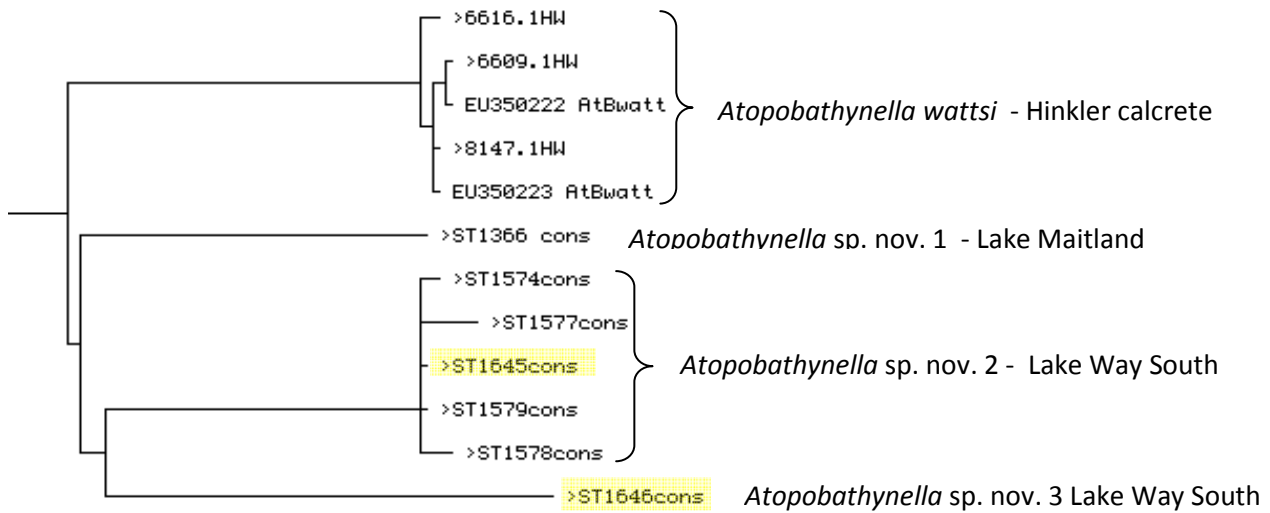 >6616.1HW
>6609.1HW
EU350222 AtBwatt
Atopobathynella wattsi - Hinkler calcrete
>8147.1HW
EU350223 AtBwatt
>ST1366 cons Atopobathynella sp. nov. 1 - Lake Maitland
>ST1574cons
>ST1577cons
>ST1645cons Atopobathynella sp. nov. 2 - Lake Way South
>ST1579cons
>ST1578cons
>ST1646cons Atopobathynella sp. nov. 3 Lake Way South